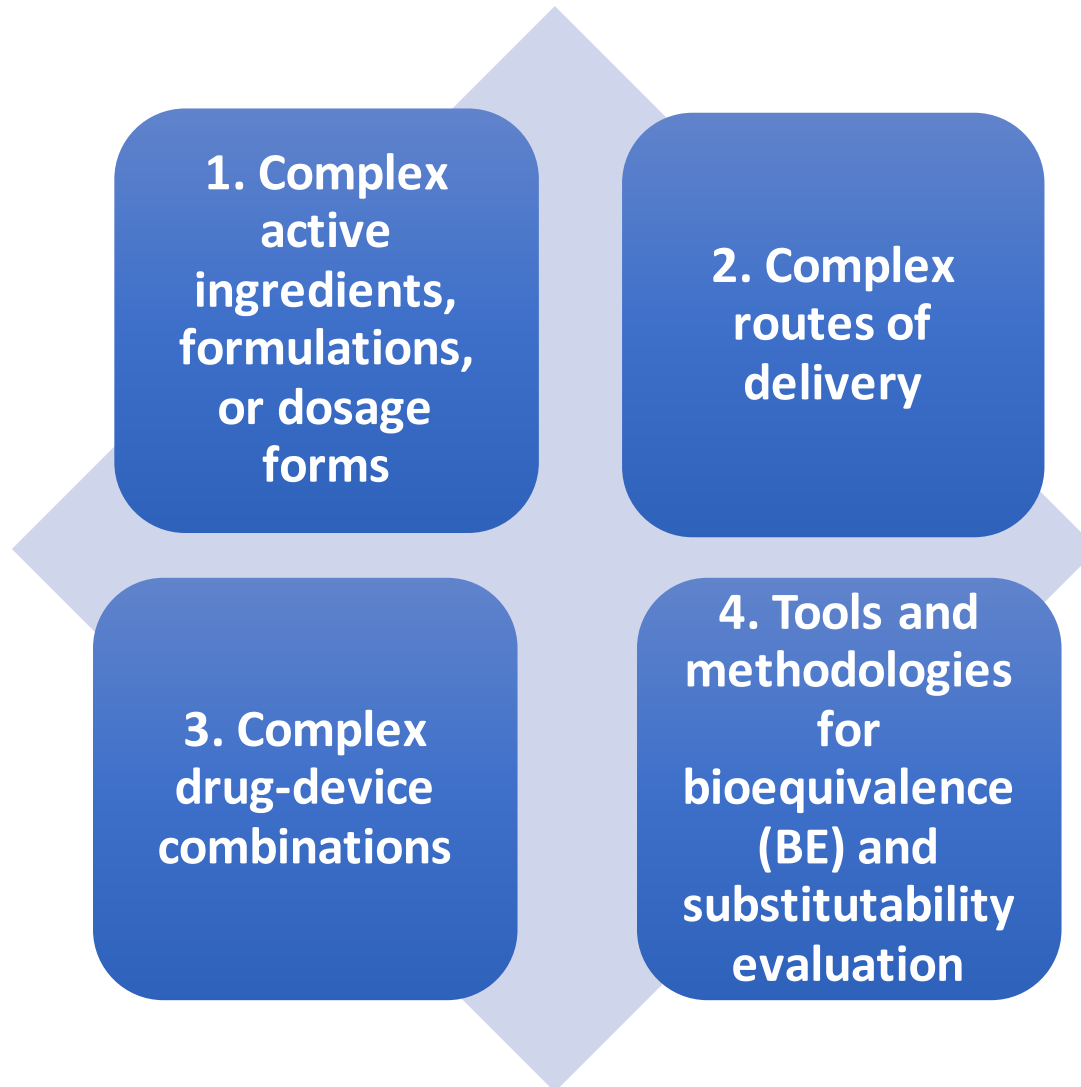 1. Complex
active
ingredients,
formulations,
or dosage
forms
2. Complex
routes of
delivery
3. Complex
drug-device
combinations
4. Tools and
methodologies
for
bioequivalence
(BE) and
substitutability
evaluation